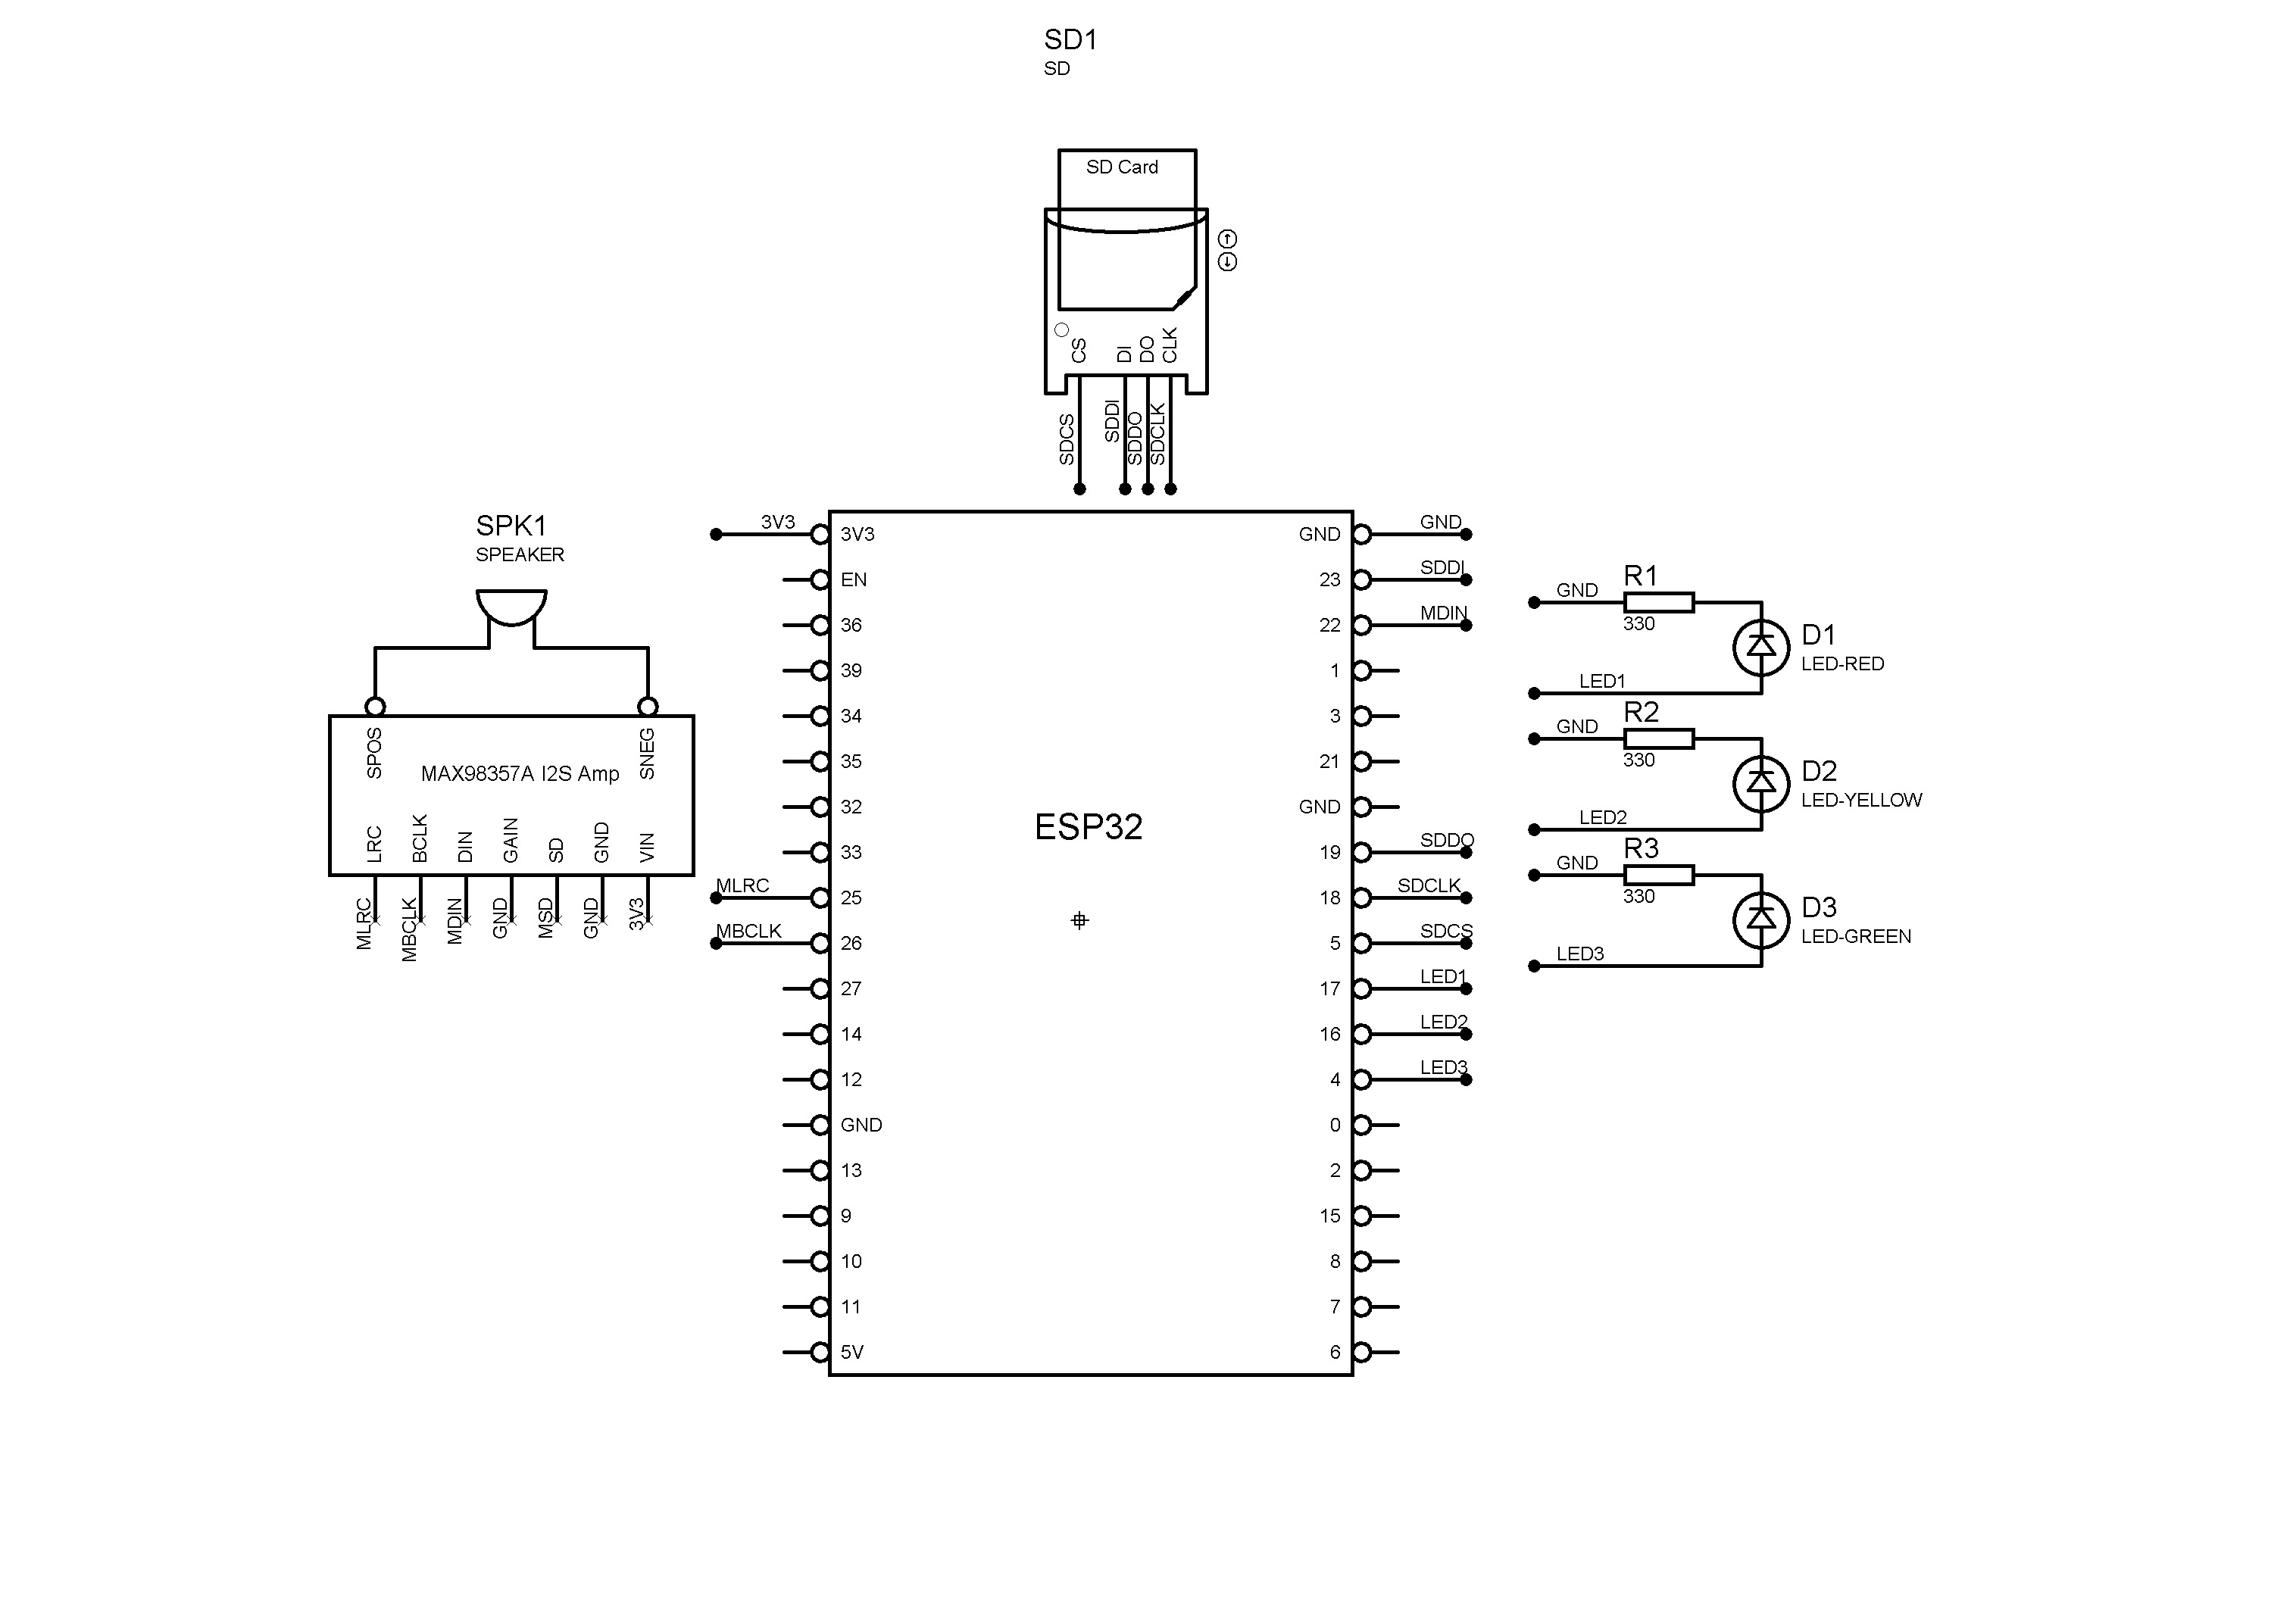 SD1
SD
SD Card
CS
DI
DO
CLK
SDCS
SDDI
SDDO
SDCLK
SPK1
SPEAKER
SPOS
SNEG
MAX98357A I2S Amp
LRC
BCLK
DIN
GAIN
SD
GND
VIN
MLRC
MBCLK
MDIN
GND
MSD
GND
3V3
3V3
MLRC
MBCLK
3V3
EN
36
39
34
35
32
33
25
26
27
14
12
GND
13
9
10
11
5V
ESP32
GND
23
22
1
3
21
GND
19
18
5
17
16
4
0
2
15
8
7
6
GND
SDDI
MDIN
SDDO
SDCLK
SDCS
LED1
LED2
LED3
GND
R1
330
D1
LED-RED
LED1
GND
R2
330
D2
LED-YELLOW
LED2
GND
R3
330
D3
LED-GREEN
LED3